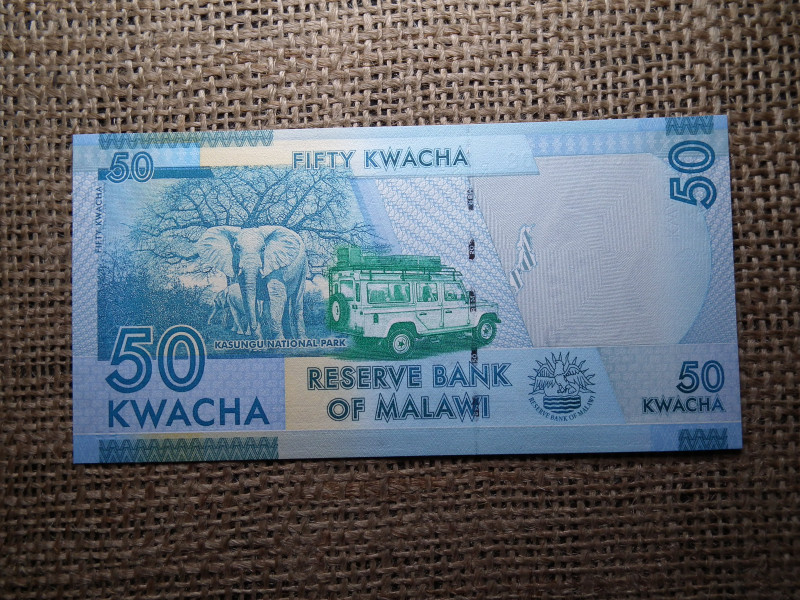 50
FIFTY KWACHA
50
FIFTY KWACHA
KASUNGU NATIONAL PARK
50
KWACHA
RESERVE BANK
OF MALAWI
RESERVE BANK OF MALAWI
50
KWACHA